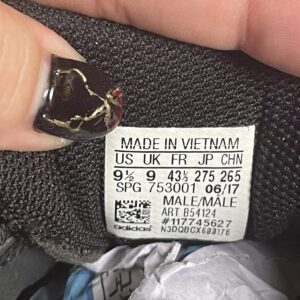 MADE IN VIETNAM
US UK FR JP CHN
9½ 9 43⅓ 275 265
SPG 753001 06/17
MALE/MALE
ART B54124
#117745627
adidas